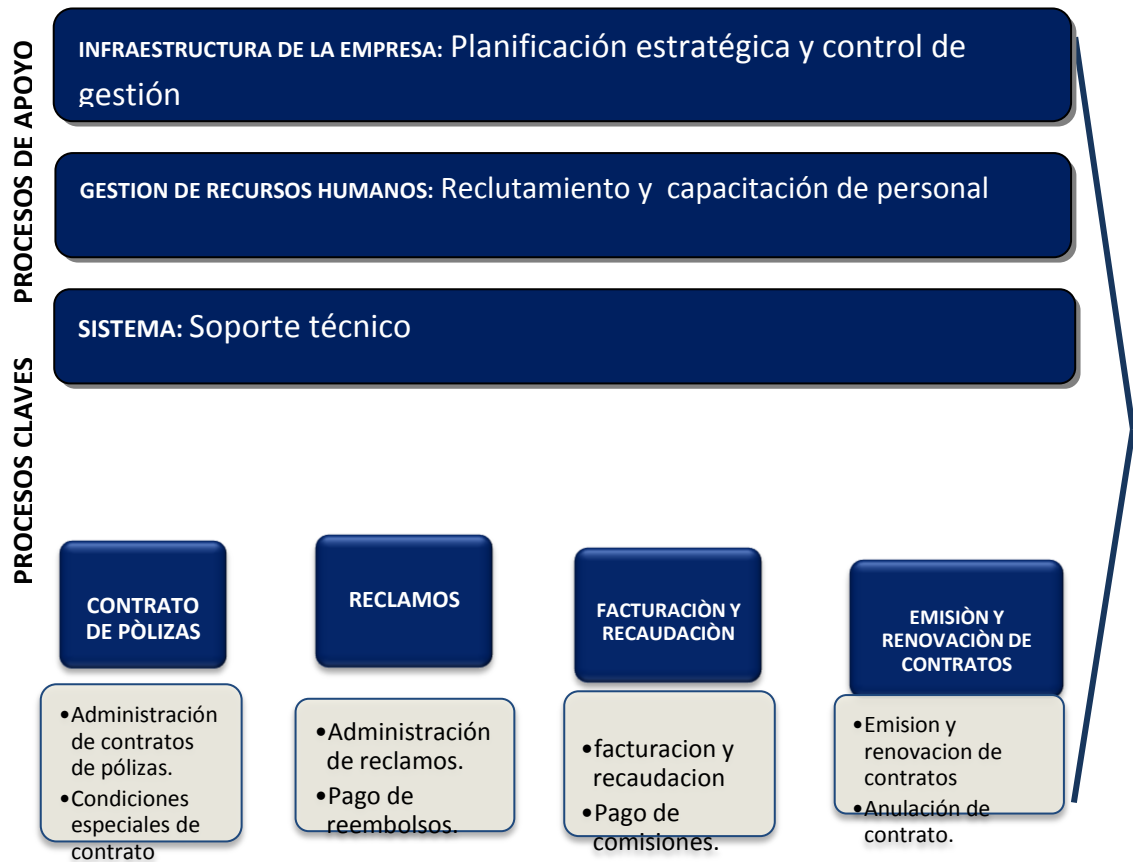 PROCESOS DE APOYO
INFRAESTRUCTURA DE LA EMPRESA: Planificación estratégica y control de
gestión
GESTION DE RECURSOS HUMANOS: Reclutamiento y capacitación de personal
SISTEMA: Soporte técnico
PROCESOS CLAVES
CONTRATO
DE PÒLIZAS
•Administración
de contratos
de pólizas.
•Condiciones
especiales de
contrato
RECLAMOS
•Administración
de reclamos.
•Pago de
reembolsos.
FACTURACIÒN Y
RECAUDACIÒN
•facturacion y
recaudacion
•Pago de
comisiones.
EMISIÒN Y
RENOVACIÒN DE
CONTRATOS
•Emision y
renovacion de
contratos
•Anulación de
contrato.